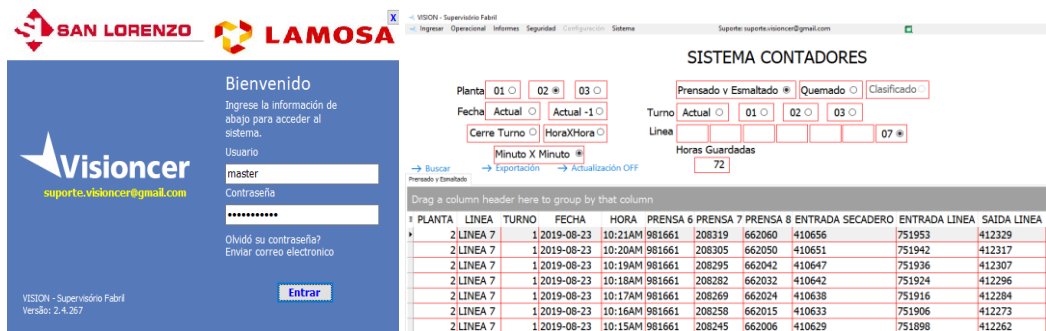 SAN LORENZO
LAMOSA
X
Bienvenido
Ingrese la información de
abajo para acceder al
sistema.
Usuario
master
Contraseña
•••••••••••
Olvidó su contraseña?
Enviar correo electronico
Entrar
Visioncer
suporte.visioncer@gmail.com
VISION - Supervisório Fabril
Versão: 2.4.267
VISION - Supervisório Fabril
Ingresar Operacional Informes Seguridad Configuración Sistema Suporte: suporte.visioncer@gmail.com
SISTEMA CONTADORES
Planta 01 02 03 Prensado y Esmaltado Quemado Clasificado
Fecha Actual Actual -1 Turno Actual 01 02 03
Cerre Turno HoraXHora Linea 07
Minuto X Minuto Horas Guardadas
72
Buscar Exportación Actualización OFF
Prensado y Esmaltado
Drag a column header here to group by that column
PLANTA LINEA TURNO FECHA HORA PRENSA 6 PRENSA 7 PRENSA 8 ENTRADA SECADERO ENTRADA LINEA SAIDA LINEA
2 LINEA 7 1 2019-08-23 10:21AM 981661 208319 662060 410656 751953 412329
2 LINEA 7 1 2019-08-23 10:20AM 981661 208305 662050 410651 751942 412317
2 LINEA 7 1 2019-08-23 10:19AM 981661 208295 662042 410647 751936 412307
2 LINEA 7 1 2019-08-23 10:18AM 981661 208282 662032 410642 751924 412296
2 LINEA 7 1 2019-08-23 10:17AM 981661 208269 662024 410638 751916 412284
2 LINEA 7 1 2019-08-23 10:16AM 981661 208258 662015 410633 751906 412273
2 LINEA 7 1 2019-08-23 10:15AM 981661 208245 662006 410629 751898 412262